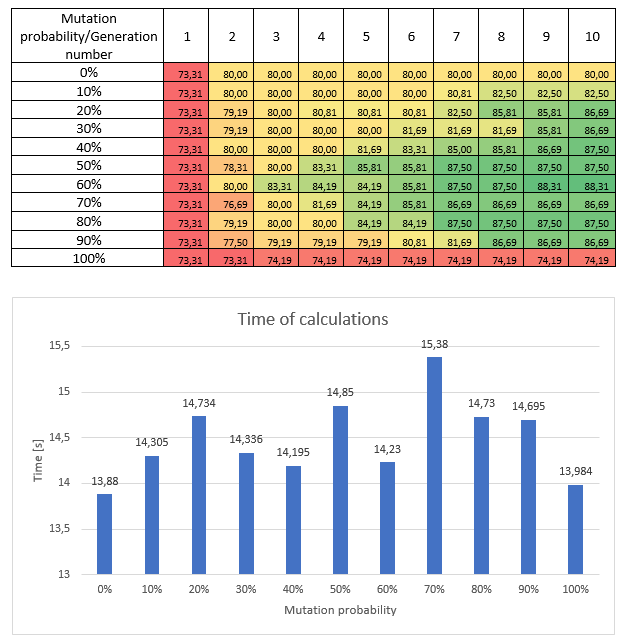 Mutation probability/Generation number 1 2 3 4 5 6 7 8 9 10
0% 73,31 80,00 80,00 80,00 80,00 80,00 80,00 80,00 80,00 80,00
10% 73,31 80,00 80,00 80,00 80,00 80,00 80,81 82,50 82,50 82,50
20% 73,31 79,19 80,00 80,81 80,81 80,81 82,50 85,81 85,81 86,69
30% 73,31 79,19 80,00 80,00 80,00 81,69 81,69 81,69 85,81 86,69
40% 73,31 80,00 80,00 80,00 81,69 83,31 85,00 85,81 86,69 87,50
50% 73,31 78,31 80,00 83,31 85,81 85,81 87,50 87,50 87,50 87,50
60% 73,31 80,00 83,31 84,19 84,19 85,81 87,50 87,50 88,31 88,31
70% 73,31 76,69 80,00 81,69 84,19 85,81 86,69 86,69 86,69 86,69
80% 73,31 79,19 80,00 80,00 84,19 84,19 87,50 87,50 87,50 87,50
90% 73,31 77,50 79,19 79,19 79,19 80,81 81,69 86,69 86,69 86,69
100% 73,31 73,31 74,19 74,19 74,19 74,19 74,19 74,19 74,19 74,19
Time of calculations
15,5
15
14,5
14
13,5
13
Time [s]
13,88 14,305 14,734 14,336 14,195 14,85 14,23 15,38 14,73 14,695 13,984
0% 10% 20% 30% 40% 50% 60% 70% 80% 90% 100%
Mutation probability